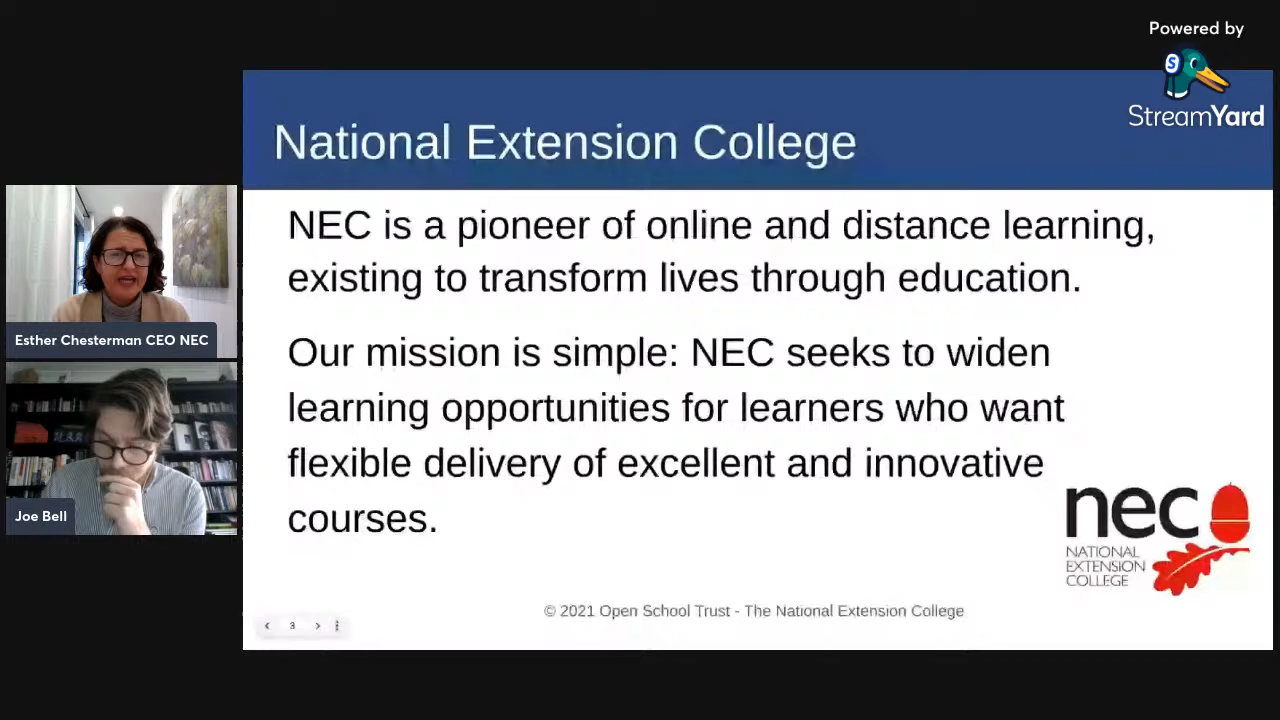 Powered by
StreamYard
National Extension College
NEC is a pioneer of online and distance learning,
existing to transform lives through education.
Our mission is simple: NEC seeks to widen
learning opportunities for learners who want
flexible delivery of excellent and innovative
courses.
nec
NATIONAL
EXTENSION
COLLEGE
© 2021 Open School Trust - The National Extension College
3
Esther Chesterman CEO NEC
Joe Bell